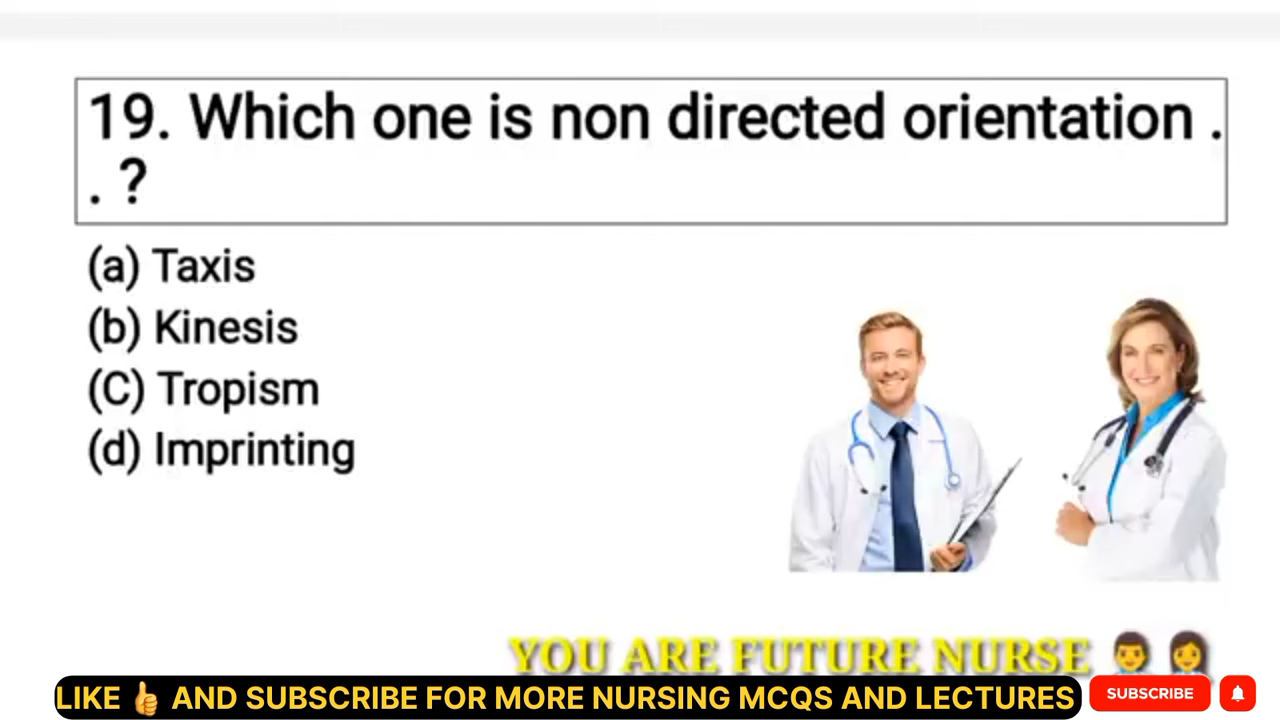 19. Which one is non directed orientation .
. ?
(a) Taxis
(b) Kinesis
(C) Tropism
(d) Imprinting
YOU ARE FUTURE NURSE 👨‍⚕️ 👩‍⚕️
LIKE 👍 AND SUBSCRIBE FOR MORE NURSING MCQS AND LECTURES SUBSCRIBE